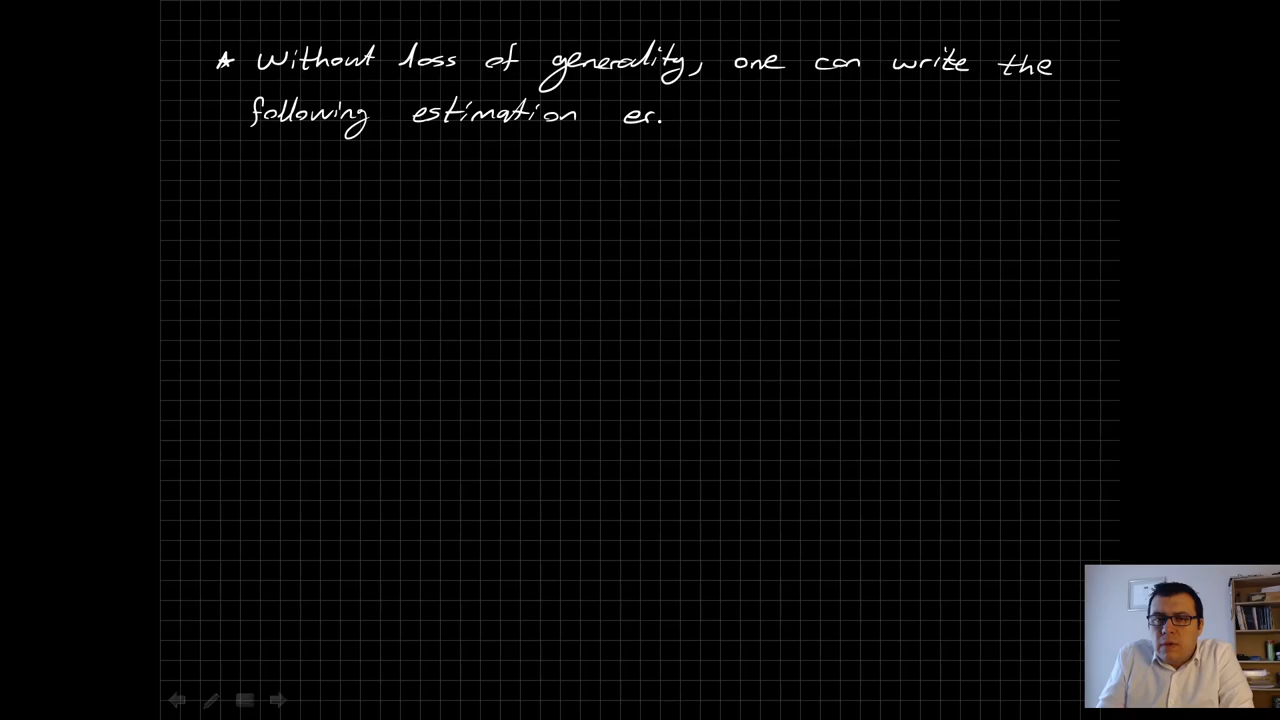 * Without loss of generality, one can write the
following estimation er.